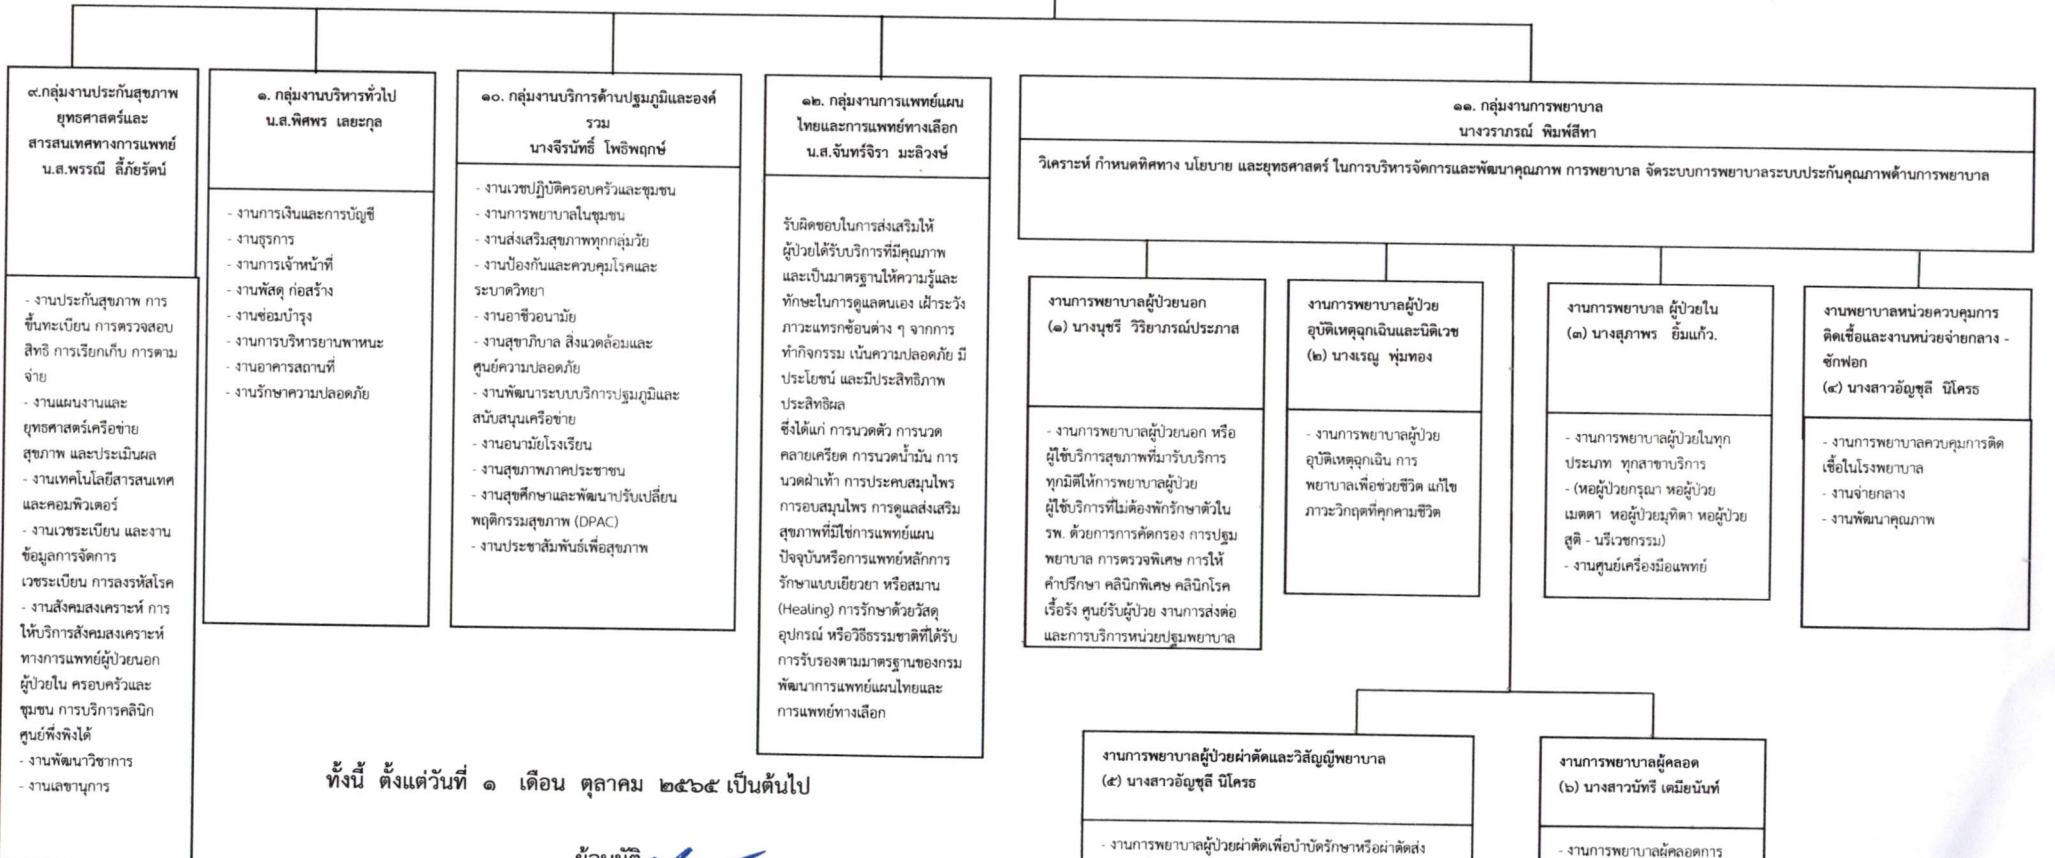 ๙.กลุ่มงานประกันสุขภาพ
ยุทธศาสตร์และ
สารสนเทศทางการแพทย์
น.ส.พรรณี ลี้ภัยรัตน์
- งานประกันสุขภาพ การ
ขึ้นทะเบียน การตรวจสอบ
สิทธิ การเรียกเก็บ การตาม
จ่าย
- งานแผนงานและ
ยุทธศาสตร์เครือข่าย
สุขภาพ และประเมินผล
- งานเทคโนโลยีสารสนเทศ
และคอมพิวเตอร์
- งานเวชระเบียน และงาน
ข้อมูลการจัดการ
เวชระเบียน การลงรหัสโรค
- งานสังคมสงเคราะห์ การ
ให้บริการสังคมสงเคราะห์
ทางการแพทย์ผู้ป่วยนอก
ผู้ป่วยใน ครอบครัวและ
ชุมชน การบริการคลินิก
ศูนย์พึ่งพิงได้
- งานพัฒนาวิชาการ
- งานเลขานุการ
๑. กลุ่มงานบริหารทั่วไป
น.ส.พิศพร เลยะกุล
- งานการเงินและการบัญชี
- งานธุรการ
- งานการเจ้าหน้าที่
- งานพัสดุ ก่อสร้าง
- งานซ่อมบำรุง
- งานการบริหารยานพาหนะ
- งานอาคารสถานที่
- งานรักษาความปลอดภัย
๑๐. กลุ่มงานบริการด้านปฐมภูมิและองค์
รวม
นางจีรนัทธิ์ โพธิพฤกษ์
- งานเวชปฏิบัติครอบครัวและชุมชน
- งานการพยาบาลในชุมชน
- งานส่งเสริมสุขภาพทุกกลุ่มวัย
- งานป้องกันและควบคุมโรคและ
ระบาดวิทยา
- งานอาชีวอนามัย
- งานสุขาภิบาล สิ่งแวดล้อมและ
ศูนย์ความปลอดภัย
- งานพัฒนาระบบบริการปฐมภูมิและ
สนับสนุนเครือข่าย
- งานอนามัยโรงเรียน
- งานสุขภาพภาคประชาชน
- งานสุขศึกษาและพัฒนาปรับเปลี่ยน
พฤติกรรมสุขภาพ (DPAC)
- งานประชาสัมพันธ์เพื่อสุขภาพ
๑๒. กลุ่มงานการแพทย์แผน
ไทยและการแพทย์ทางเลือก
น.ส.จันทร์จิรา มะลิวงษ์
รับผิดชอบในการส่งเสริมให้
ผู้ป่วยได้รับบริการที่มีคุณภาพ
และเป็นมาตรฐานให้ความรู้และ
ทักษะในการดูแลตนเอง เฝ้าระวัง
ภาวะแทรกซ้อนต่าง ๆ จากการ
ทำกิจกรรม เน้นความปลอดภัย มี
ประโยชน์ และมีประสิทธิภาพ
ประสิทธิผล
ซึ่งได้แก่ การนวดตัว การนวด
คลายเครียด การนวดน้ำมัน การ
นวดฝ่าเท้า การประคบสมุนไพร
การอบสมุนไพร การดูแลส่งเสริม
สุขภาพที่มิใช่การแพทย์แผน
ปัจจุบันหรือการแพทย์หลักการ
รักษาแบบเยียวยา หรือสมาน
(Healing) การรักษาด้วยวัสดุ
อุปกรณ์ หรือวิธีธรรมชาติที่ได้รับ
การรับรองตามมาตรฐานของกรม
พัฒนาการแพทย์แผนไทยและ
การแพทย์ทางเลือก
๑๑. กลุ่มงานการพยาบาล
นางวราภรณ์ พิมพ์สีทา
วิเคราะห์ กำหนดทิศทาง นโยบาย และยุทธศาสตร์ ในการบริหารจัดการและพัฒนาคุณภาพ การพยาบาล จัดระบบการพยาบาลระบบประกันคุณภาพด้านการพยาบาล
งานการพยาบาลผู้ป่วยนอก
(๑) นางนุชรี วิริยาภรณ์ประภาส
- งานการพยาบาลผู้ป่วยนอก หรือ
ผู้ใช้บริการสุขภาพที่มารับบริการ
ทุกมิติให้การพยาบาลผู้ป่วย
ผู้ใช้บริการที่ไม่ต้องพักรักษาตัวใน
รพ. ด้วยการการคัดกรอง การปฐม
พยาบาล การตรวจพิเศษ การให้
คำปรึกษา คลินิกพิเศษ คลินิกโรค
เรื้อรัง ศูนย์รับผู้ป่วย งานการส่งต่อ
และการบริการหน่วยปฐมพยาบาล
งานการพยาบาลผู้ป่วย
อุบัติเหตุฉุกเฉินและนิติเวช
(๒) นางเรณู พุ่มทอง
- งานการพยาบาลผู้ป่วย
อุบัติเหตุฉุกเฉิน การ
พยาบาลเพื่อช่วยชีวิต แก้ไข
ภาวะวิกฤตที่คุกคามชีวิต
งานการพยาบาล ผู้ป่วยใน
(๓) นางสุภาพร ยิ้มแก้ว.
- งานการพยาบาลผู้ป่วยในทุก
ประเภท ทุกสาขาบริการ
- (หอผู้ป่วยกรุณา หอผู้ป่วย
เมตตา หอผู้ป่วยมุทิตา หอผู้ป่วย
สูติ - นรีเวชกรรม)
- งานศูนย์เครื่องมือแพทย์
งานพยาบาลหน่วยควบคุมการ
ติดเชื้อและงานหน่วยจ่ายกลาง -
ซักฟอก
(๔) นางสาวอัญชุลี นิโครธ
- งานการพยาบาลควบคุมการติด
เชื้อในโรงพยาบาล
- งานจ่ายกลาง
- งานพัฒนาคุณภาพ
งานการพยาบาลผู้ป่วยผ่าตัดและวิสัญญีพยาบาล
(๕) นางสาวอัญชุลี นิโครธ
- งานการพยาบาลผู้ป่วยผ่าตัดเพื่อบำบัดรักษาหรือผ่าตัดส่ง
งานการพยาบาลผู้คลอด
(๖) นางสาวนัทรี เตมียนันท์
- งานการพยาบาลผู้คลอดการ
ทั้งนี้ ตั้งแต่วันที่ ๑ เดือน ตุลาคม ๒๕๖๕ เป็นต้นไป